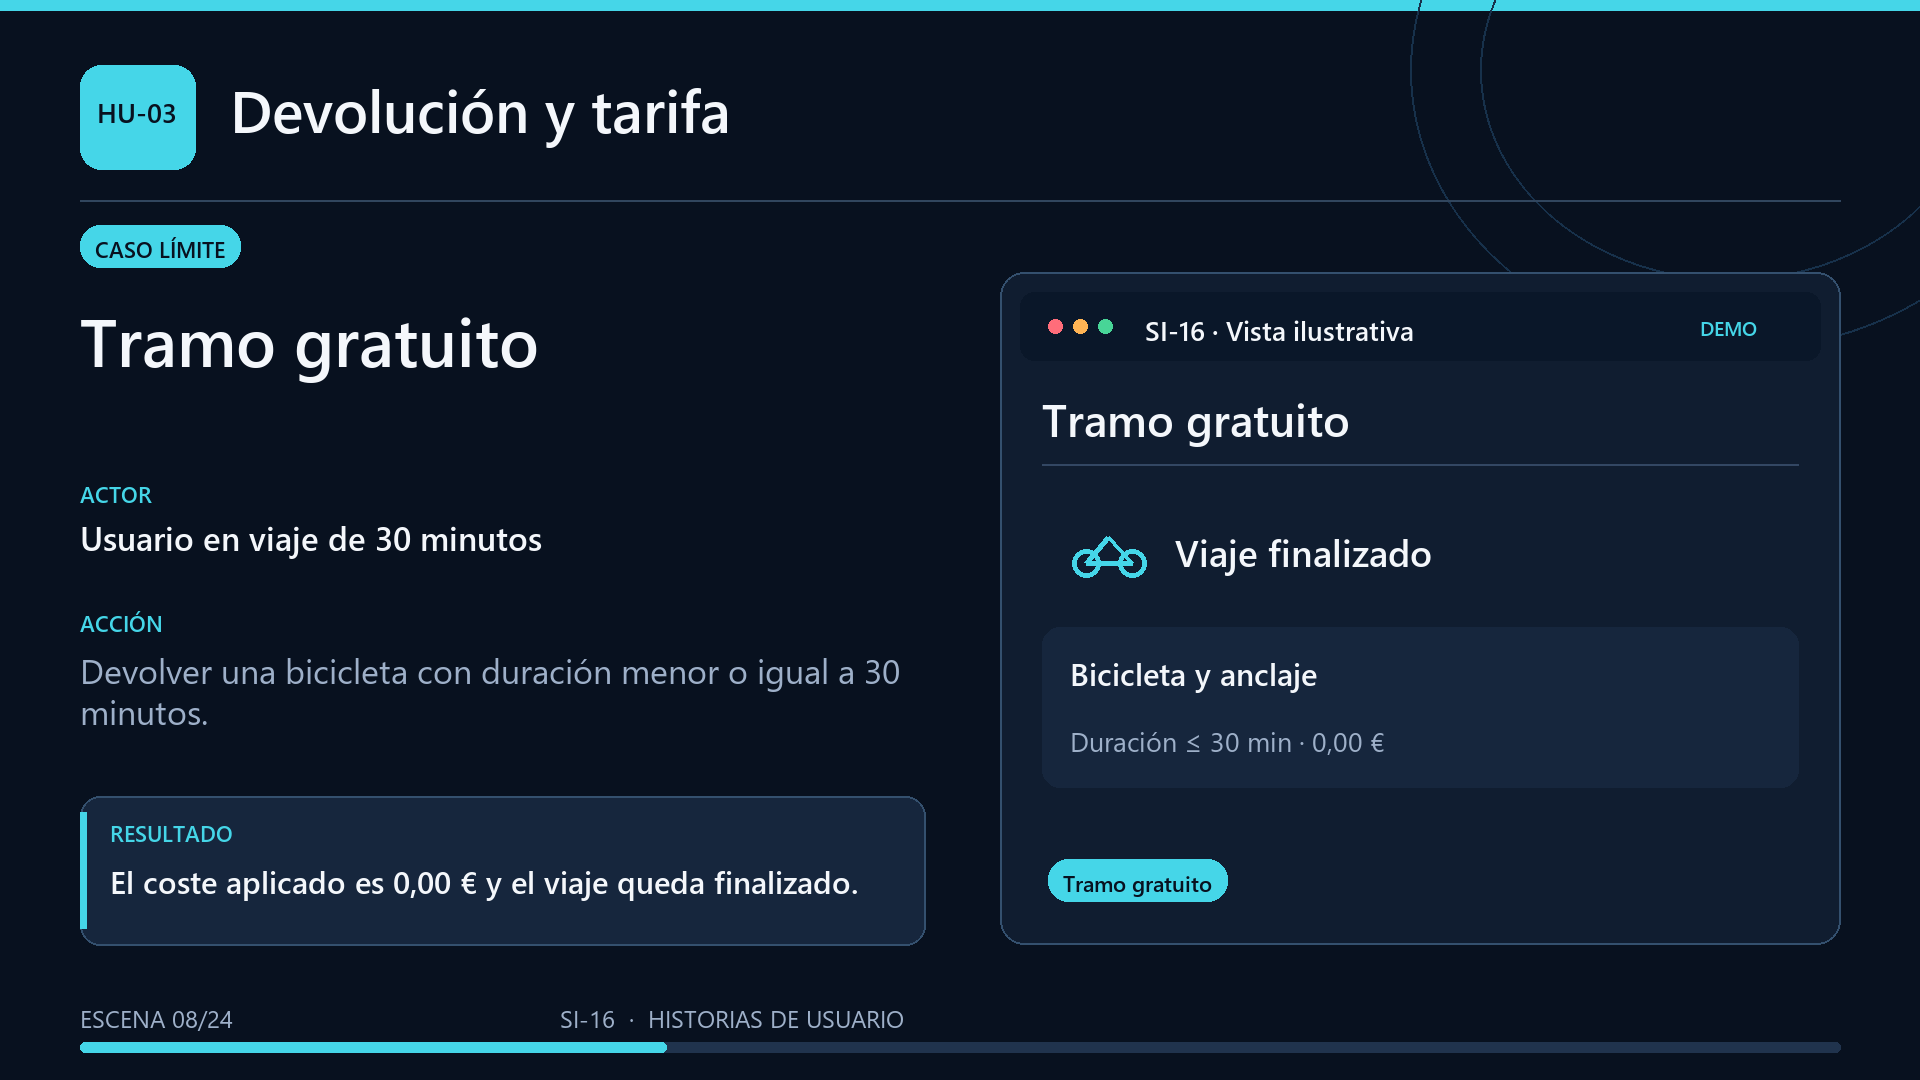 HU-03
Devolución y tarifa
CASO LÍMITE
Tramo gratuito
ACTOR
Usuario en viaje de 30 minutos
ACCIÓN
Devolver una bicicleta con duración menor o igual a 30
minutos.
RESULTADO
El coste aplicado es 0,00 € y el viaje queda finalizado.
SI-16 · Vista ilustrativa
DEMO
Tramo gratuito
Viaje finalizado
Bicicleta y anclaje
Duración ≤ 30 min · 0,00 €
Tramo gratuito
ESCENA 08/24
SI-16 · HISTORIAS DE USUARIO